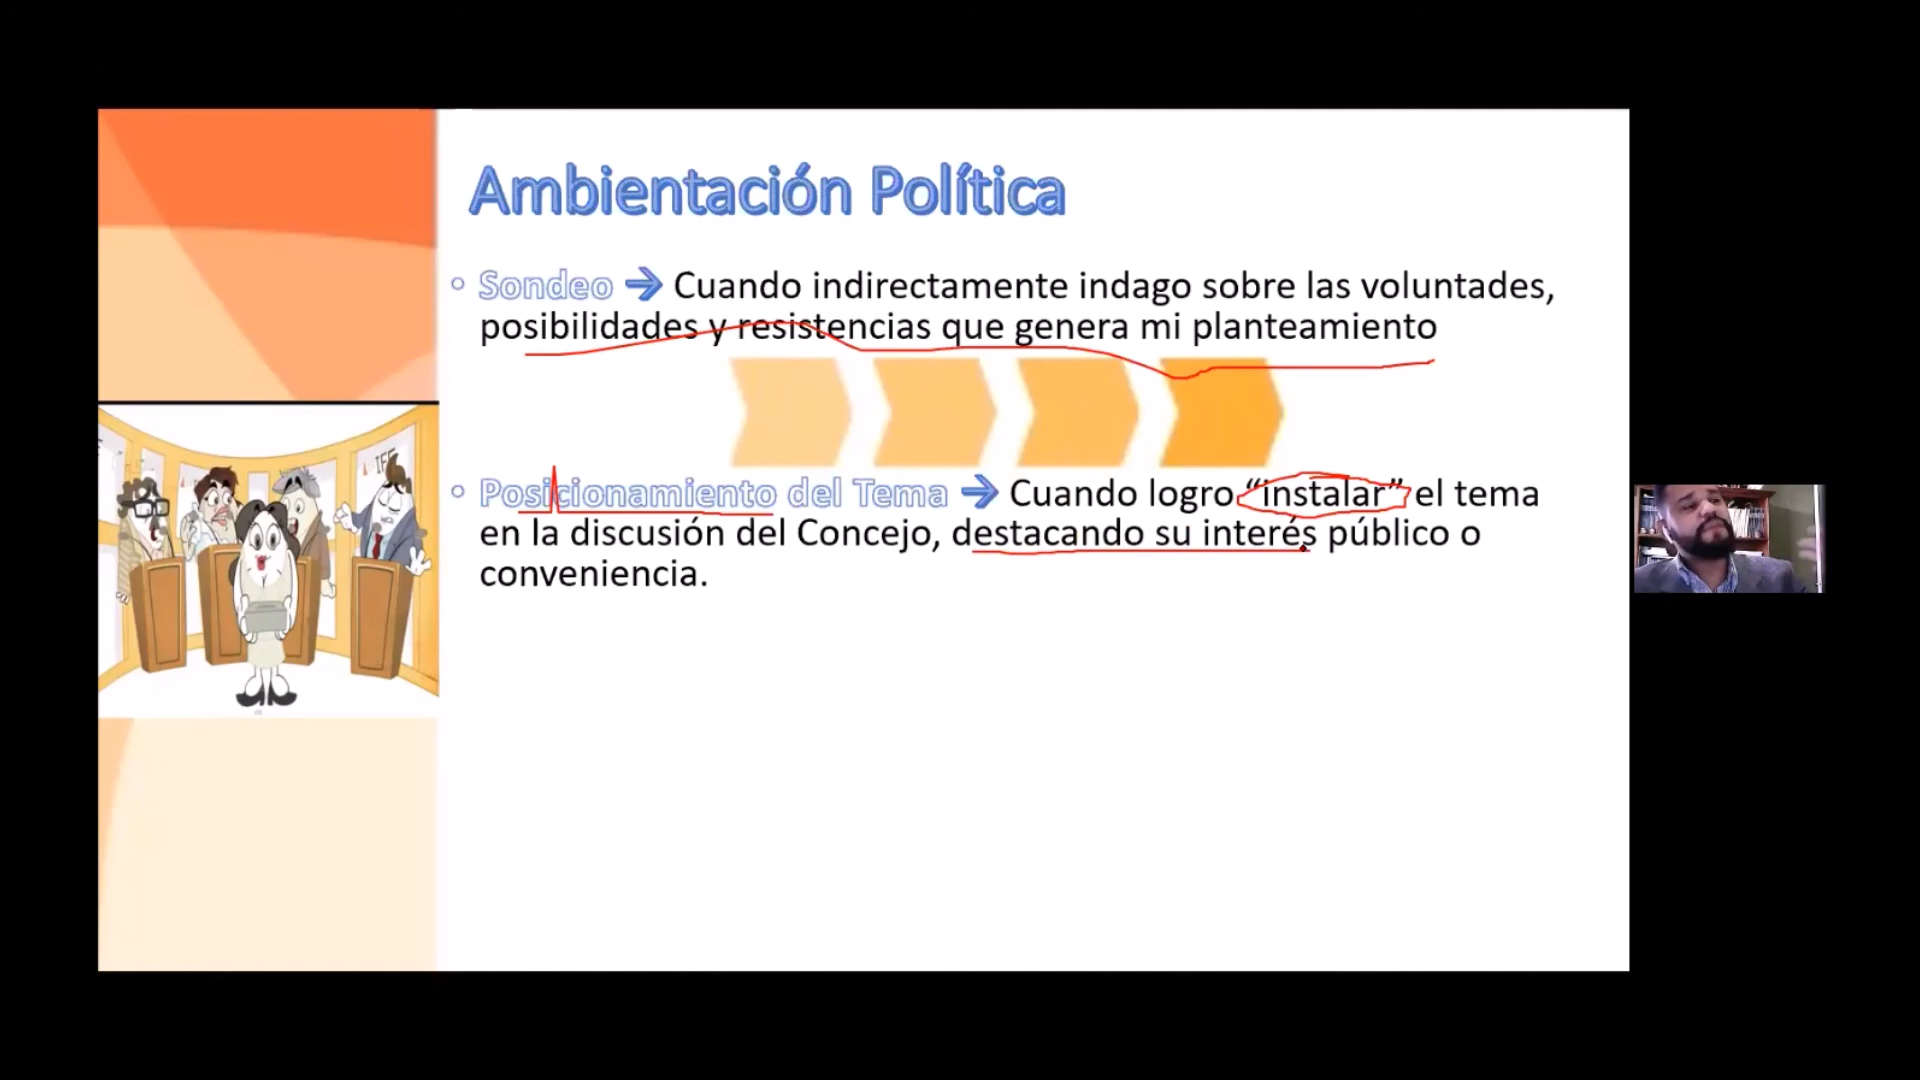 Ambientación Política
• Sondeo → Cuando indirectamente indago sobre las voluntades,
posibilidades y resistencias que genera mi planteamiento
• Posicionamiento del Tema → Cuando logro “instalar” el tema
en la discusión del Concejo, destacando su interés público o
conveniencia.
IFE